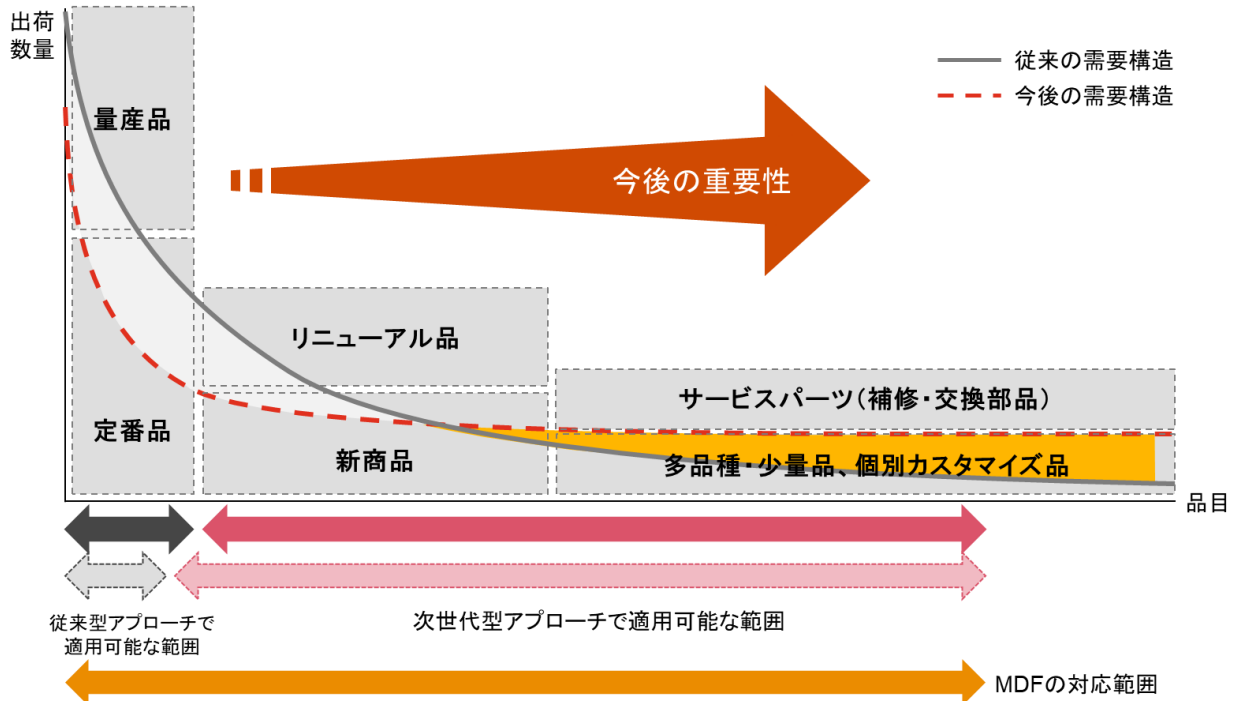 出荷
数量
従来の需要構造
今後の需要構造
量産品
今後の重要性
リニューアル品
サービスパーツ（補修・交換部品）
定番品
新商品
多品種・少量品、個別カスタマイズ品
品目
従来型アプローチで
適用可能な範囲
次世代型アプローチで適用可能な範囲
MDFの対応範囲